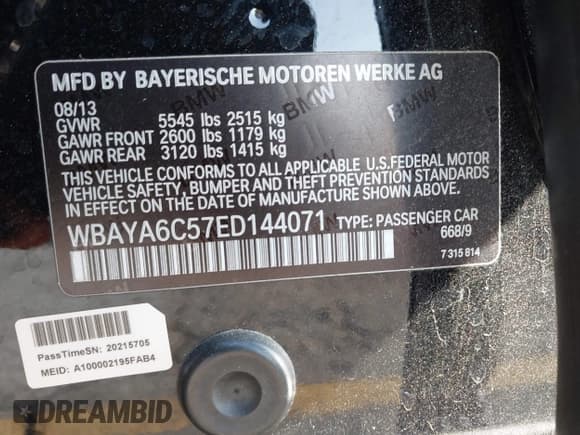 MFD BY BAYERISCHE MOTOREN WERKE AG
08/13
GVWR 5545 lbs 2515 kg
GAWR FRONT 2600 lbs 1179 kg
GAWR REAR 3120 lbs 1415 kg
THIS VEHICLE CONFORMS TO ALL APPLICABLE U.S.FEDERAL MOTOR
VEHICLE SAFETY, BUMPER AND THEFT PREVENTION STANDARDS
IN EFFECT ON THE DATE OF MANUFACTURE SHOWN ABOVE.
WBAYA6C57ED144071 TYPE: PASSENGER CAR
668/9
7 315 814
PassTimeSN: 20215705
MEID: A100002195FAB4
DREAMBID